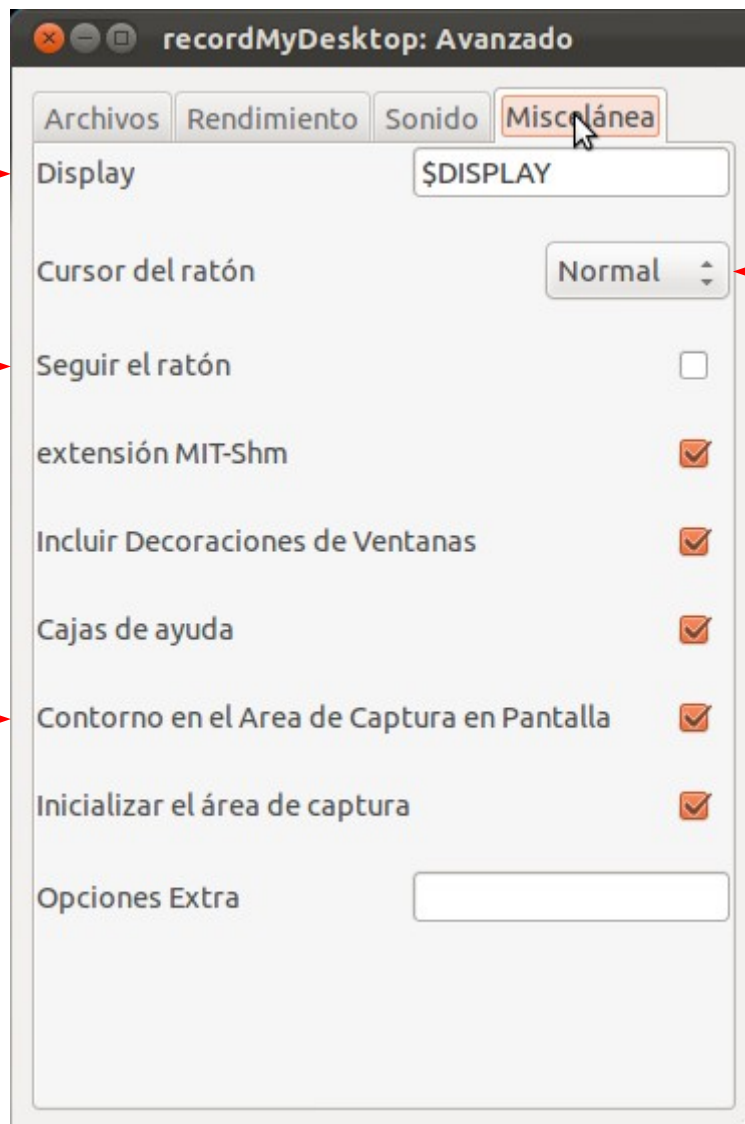 recordMyDesktop: Avanzado
Archivos Rendimiento Sonido Miscelánea
Display $DISPLAY
Cursor del ratón Normal
Seguir el ratón
extensión MIT-Shm
Incluir Decoraciones de Ventanas
Cajas de ayuda
Contorno en el Area de Captura en Pantalla
Inicializar el área de captura
Opciones Extra